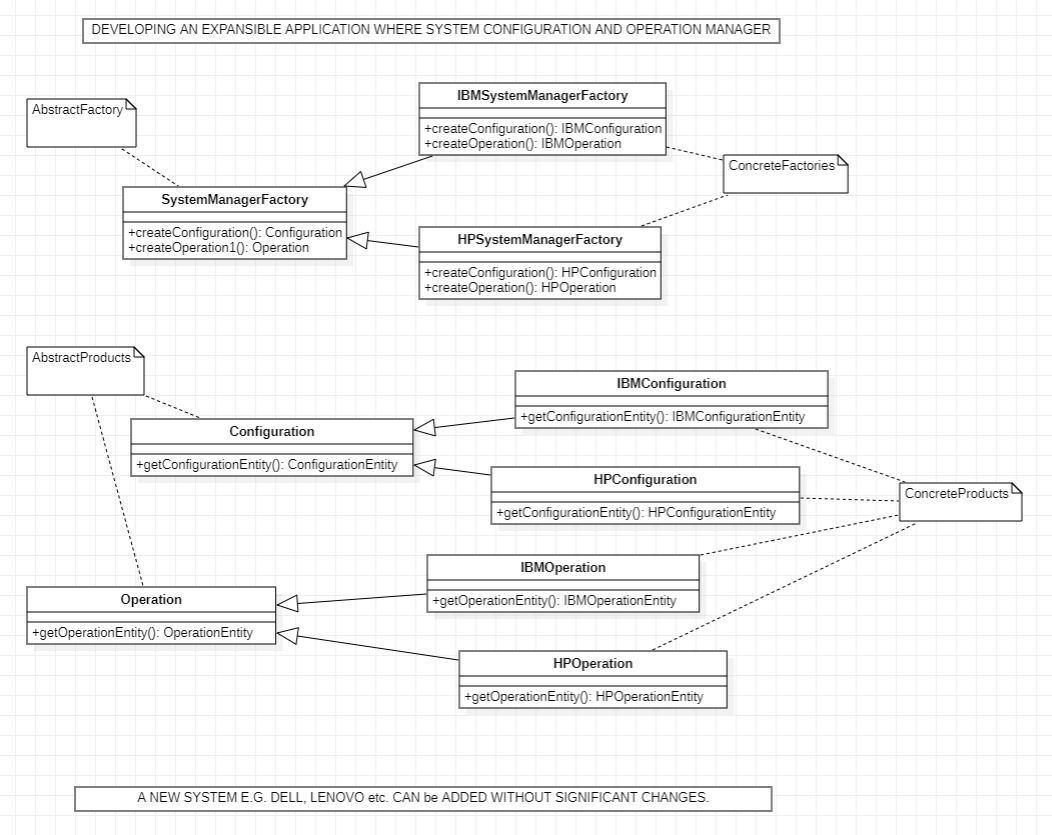 DEVELOPING AN EXPANSIBLE APPLICATION WHERE SYSTEM CONFIGURATION AND OPERATION MANAGER
AbstractFactory
IBMSystemManagerFactory
+createConfiguration(): IBMConfiguration
+createOperation(): IBMOperation
ConcreteFactories
SystemManagerFactory
+createConfiguration(): Configuration
+createOperation1(): Operation
HPSystemManagerFactory
+createConfiguration(): HPConfiguration
+createOperation(): HPOperation
AbstractProducts
IBMConfiguration
+getConfigurationEntity(): IBMConfigurationEntity
Configuration
+getConfigurationEntity(): ConfigurationEntity
HPConfiguration
+getConfigurationEntity(): HPConfigurationEntity
ConcreteProducts
IBMOperation
+getOperationEntity(): IBMOperationEntity
Operation
+getOperationEntity(): OperationEntity
HPOperation
+getOperationEntity(): HPOperationEntity
A NEW SYSTEM E.G. DELL, LENOVO etc. CAN be ADDED WITHOUT SIGNIFICANT CHANGES.